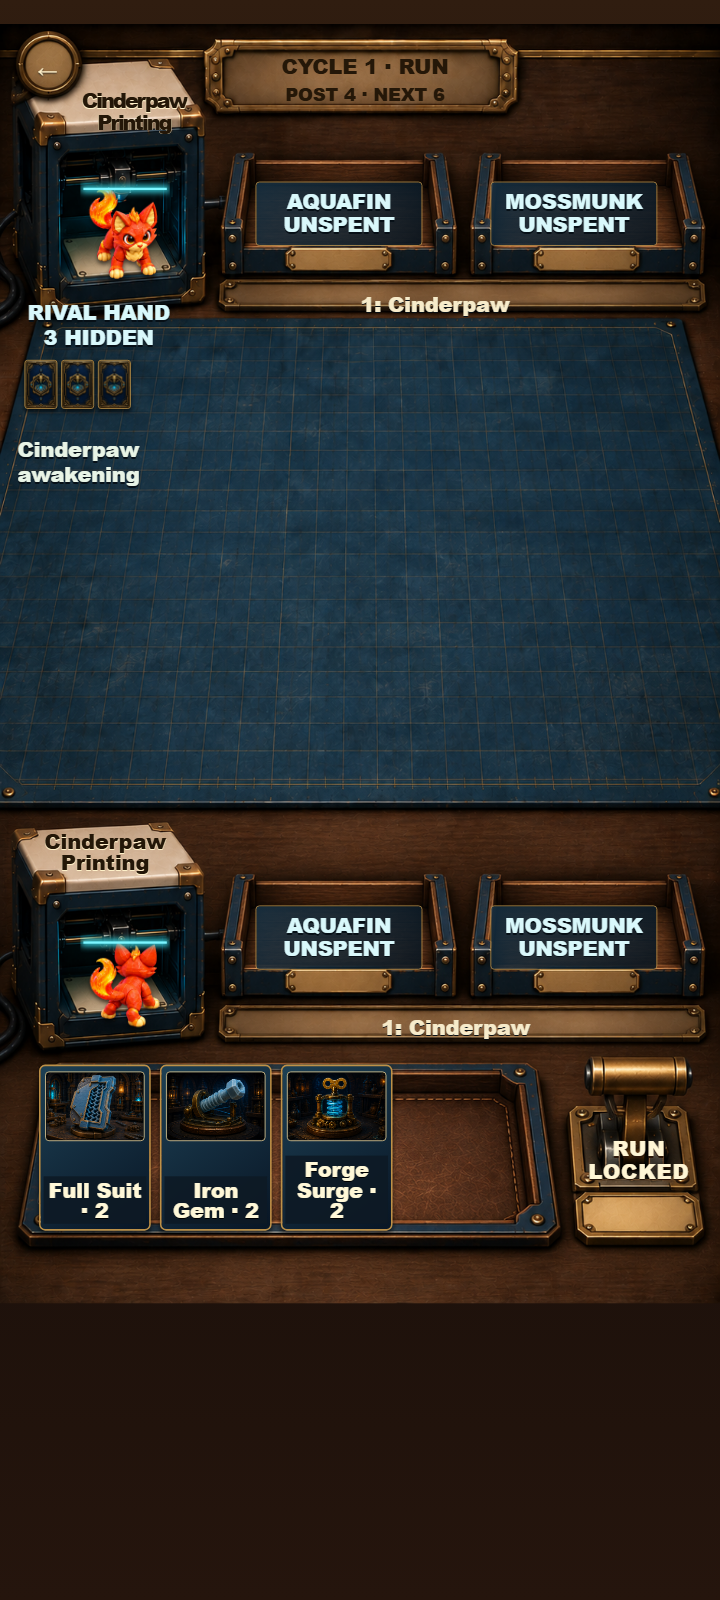 ←
CYCLE 1 · RUN
POST 4 · NEXT 6
Cinderpaw
Printing
AQUAFIN
UNSPENT
MOSSMUNK
UNSPENT
1: Cinderpaw
RIVAL HAND
3 HIDDEN
Cinderpaw
awakening
Cinderpaw
Printing
AQUAFIN
UNSPENT
MOSSMUNK
UNSPENT
1: Cinderpaw
Full Suit
· 2
Iron
Gem · 2
Forge
Surge ·
2
RUN
LOCKED